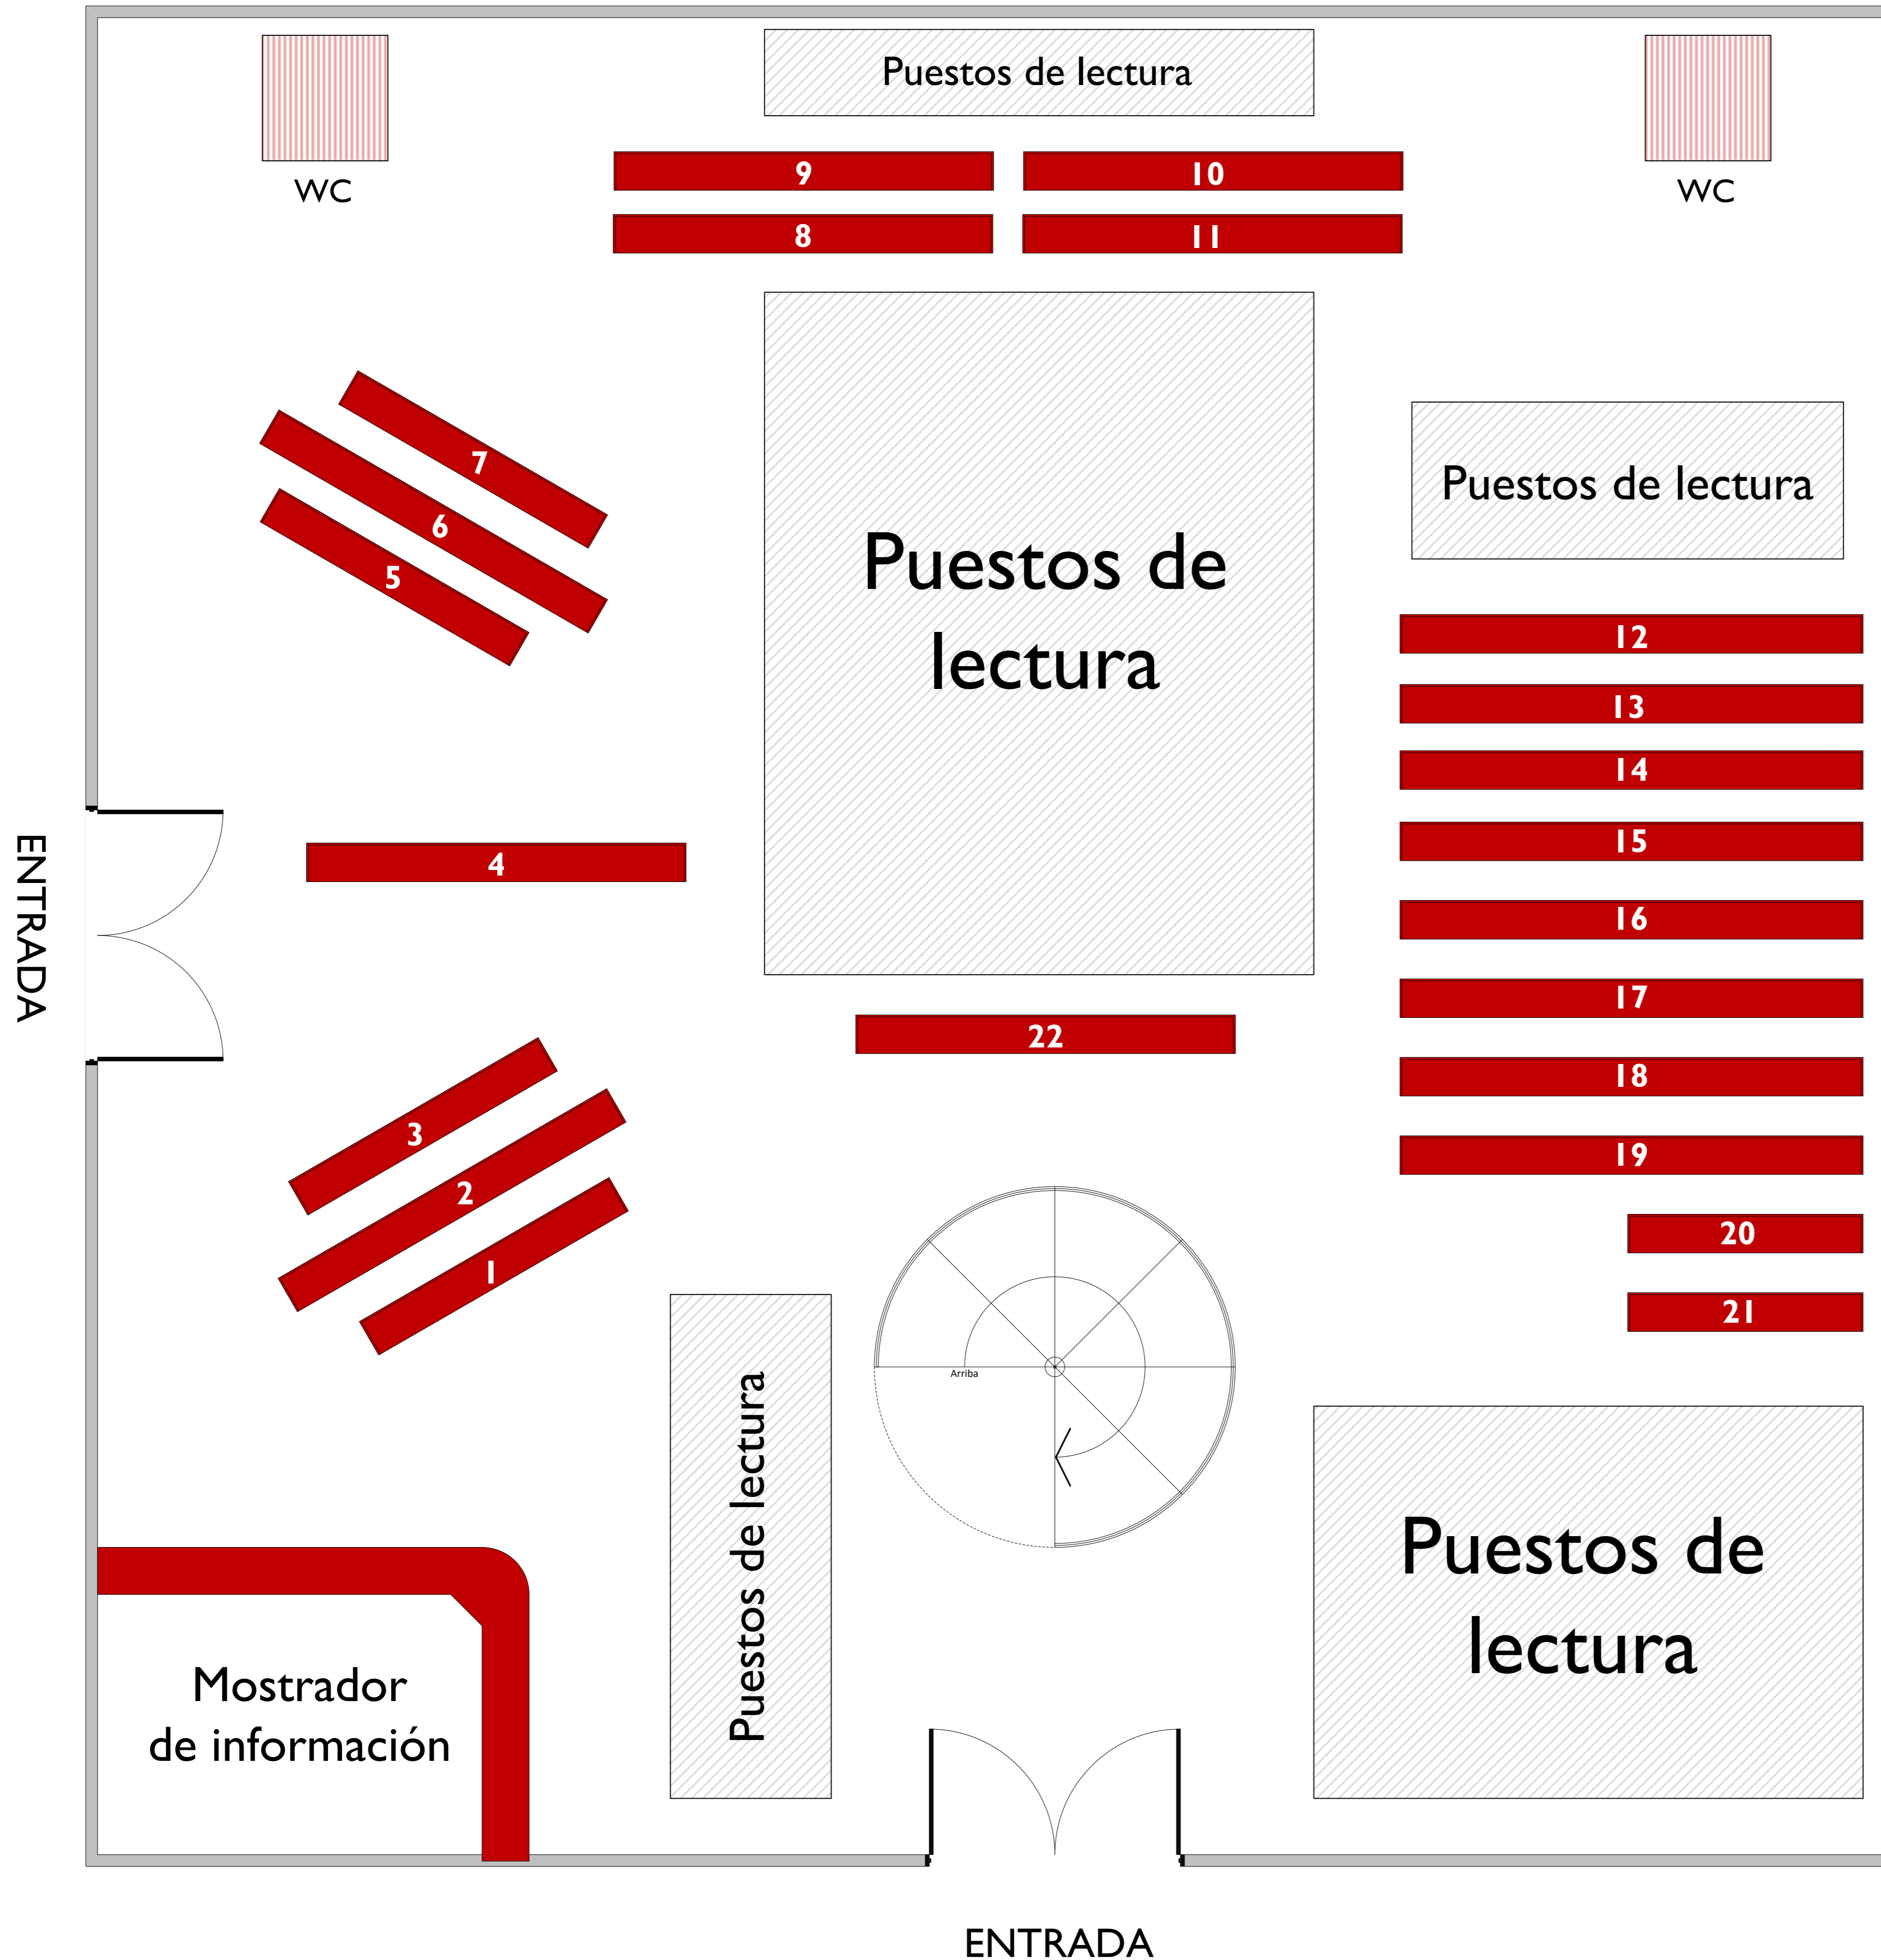 Puestos de lectura
WC
WC
9
10
8
11
7
6
5
Puestos de lectura
Puestos de
lectura
12
13
14
15
16
17
18
19
20
21
4
ENTRADA
22
3
2
1
Arriba
Puestos de lectura
Puestos de
lectura
Mostrador
de información
ENTRADA